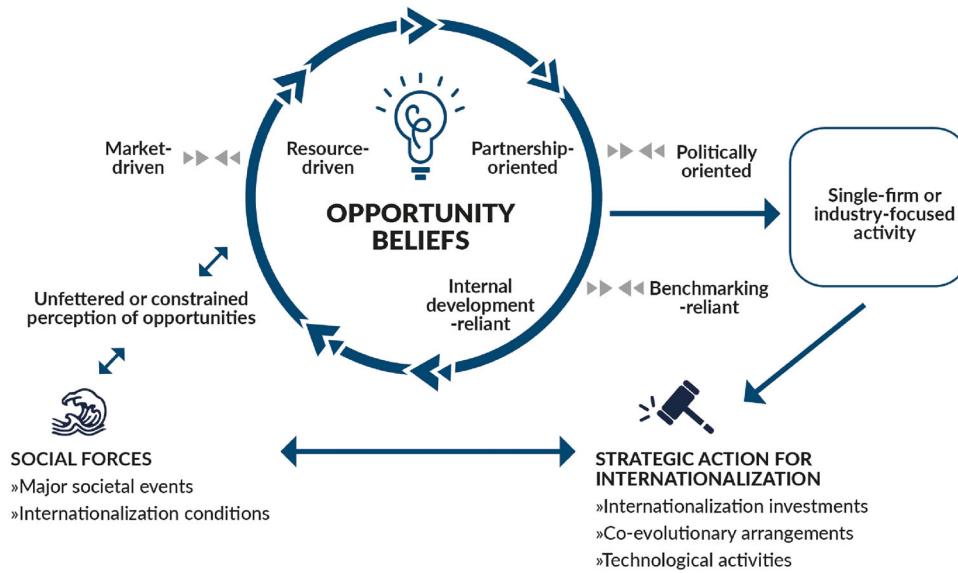 Market-
driven
Resource-
driven
Partnership-
oriented
Politically
oriented
OPPORTUNITY
BELIEFS
Single-firm or
industry-focused
activity
Unfettered or constrained
perception of opportunities
Internal
development
-reliant
Benchmarking
-reliant
SOCIAL FORCES
»Major societal events
»Internationalization conditions
STRATEGIC ACTION FOR
INTERNATIONALIZATION
»Internationalization investments
»Co-evolutionary arrangements
»Technological activities